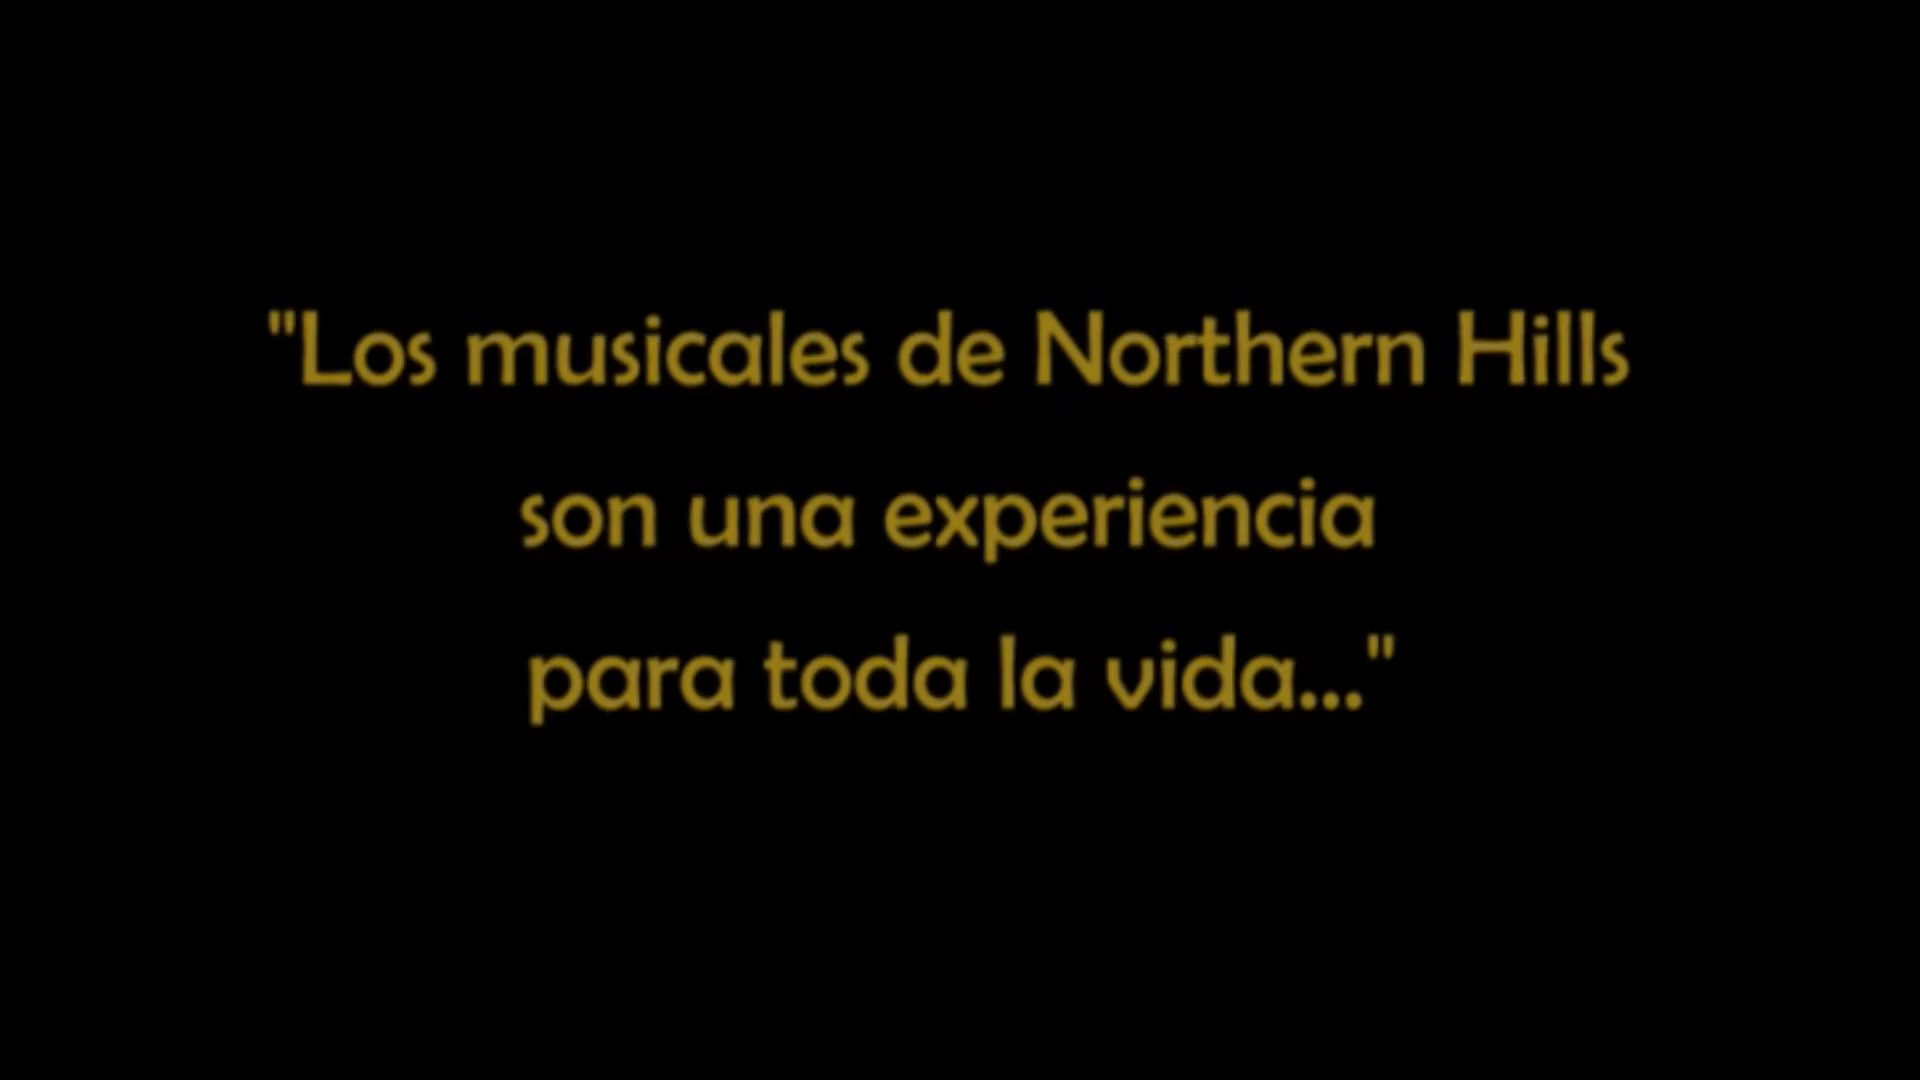 "Los musicales de Northern Hills
son una experiencia
para toda la vida..."